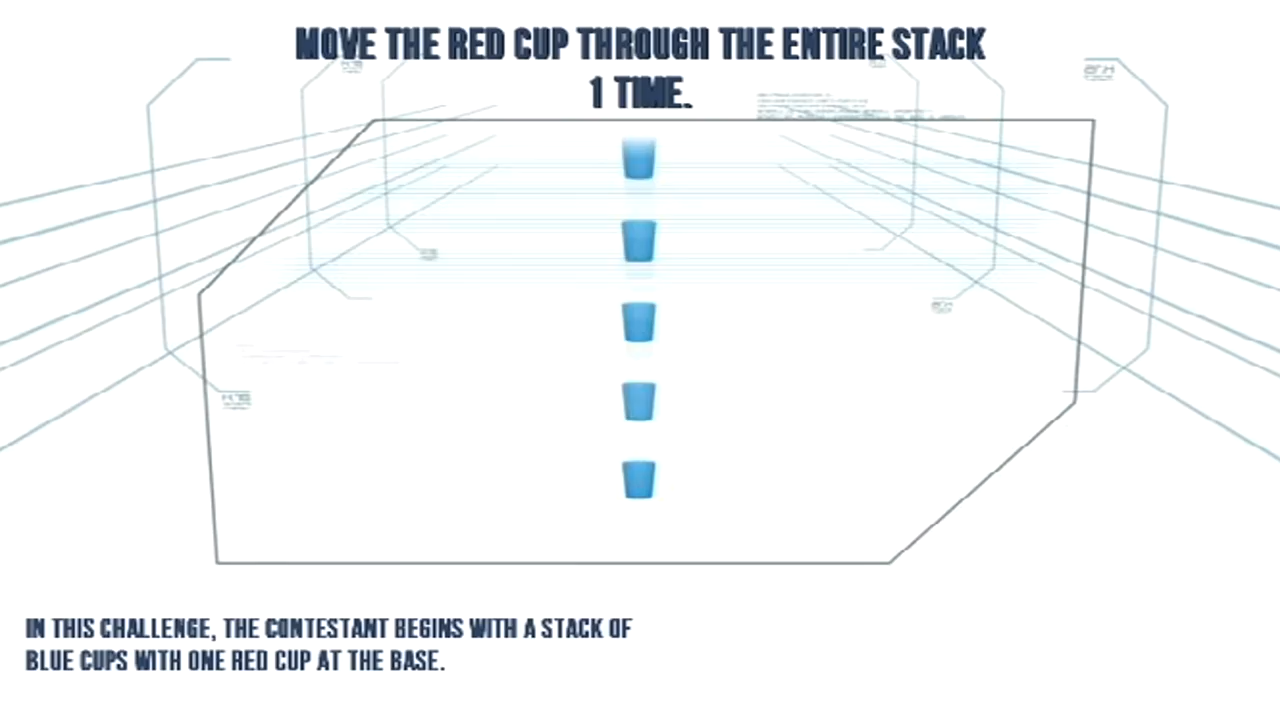 MOVE THE RED CUP THROUGH THE ENTIRE STACK
1 TIME.
IN THIS CHALLENGE, THE CONTESTANT BEGINS WITH A STACK OF
BLUE CUPS WITH ONE RED CUP AT THE BASE.